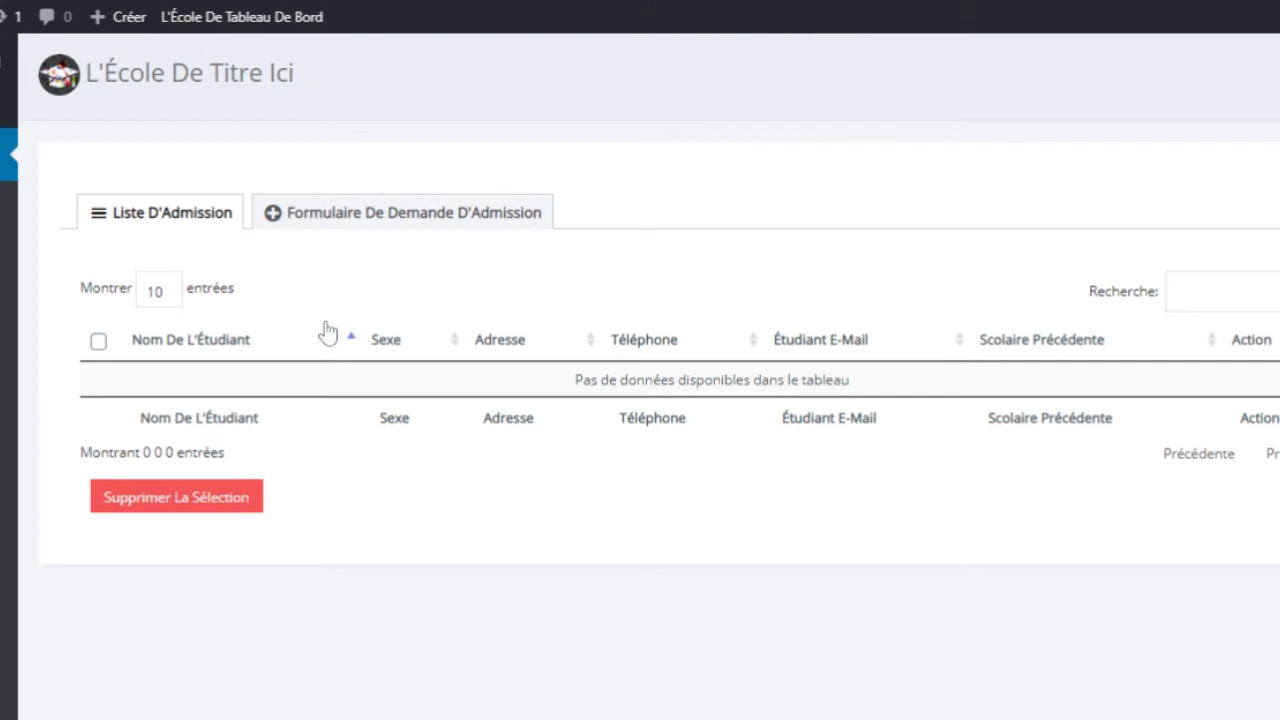 1 0 Créer L'École De Tableau De Bord
L'École De Titre Ici
Liste D'Admission Formulaire De Demande D'Admission
Montrer 10 entrées Recherche:
Nom De L'Étudiant Sexe Adresse Téléphone Étudiant E-Mail Scolaire Précédente Action
Pas de données disponibles dans le tableau
Nom De L'Étudiant Sexe Adresse Téléphone Étudiant E-Mail Scolaire Précédente Action
Montrant 0 0 0 entrées Précédente
Supprimer La Sélection